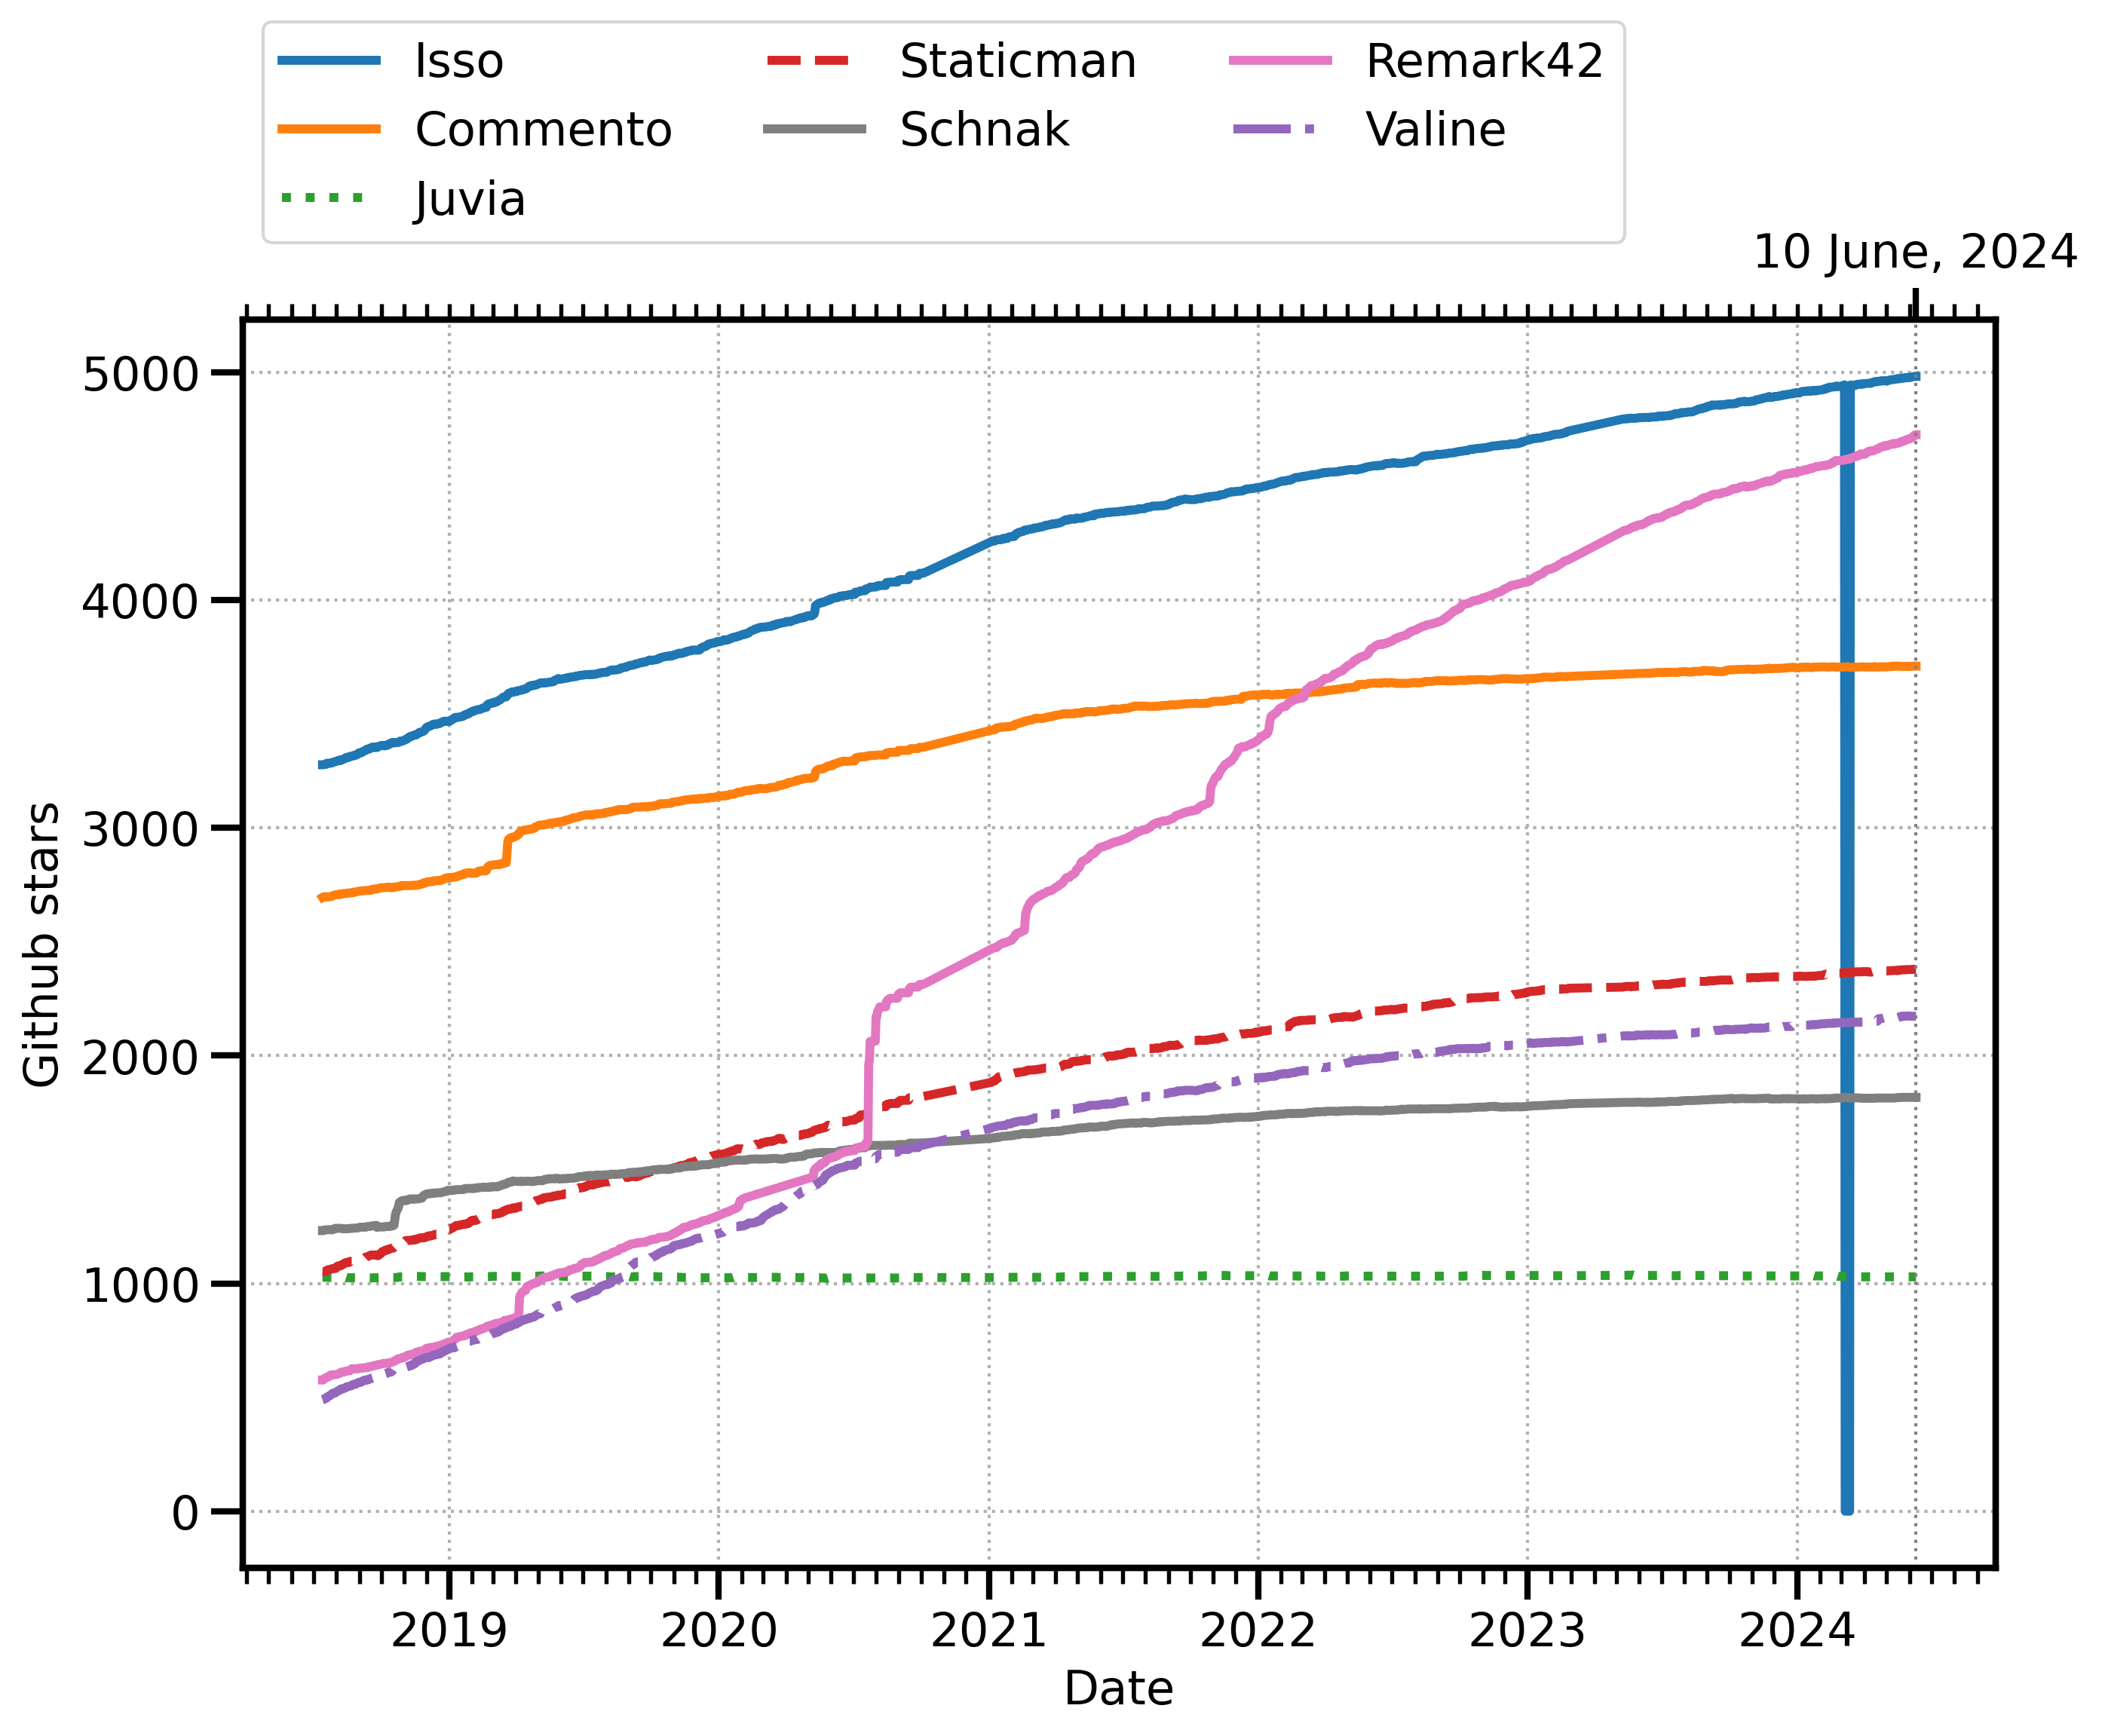 Isso
Commento
Juvia
Staticman
Schnak
Remark42
Valine
10 June, 2024
5000
4000
3000
2000
1000
0
Github stars
2019 2020 2021 2022 2023 2024
Date